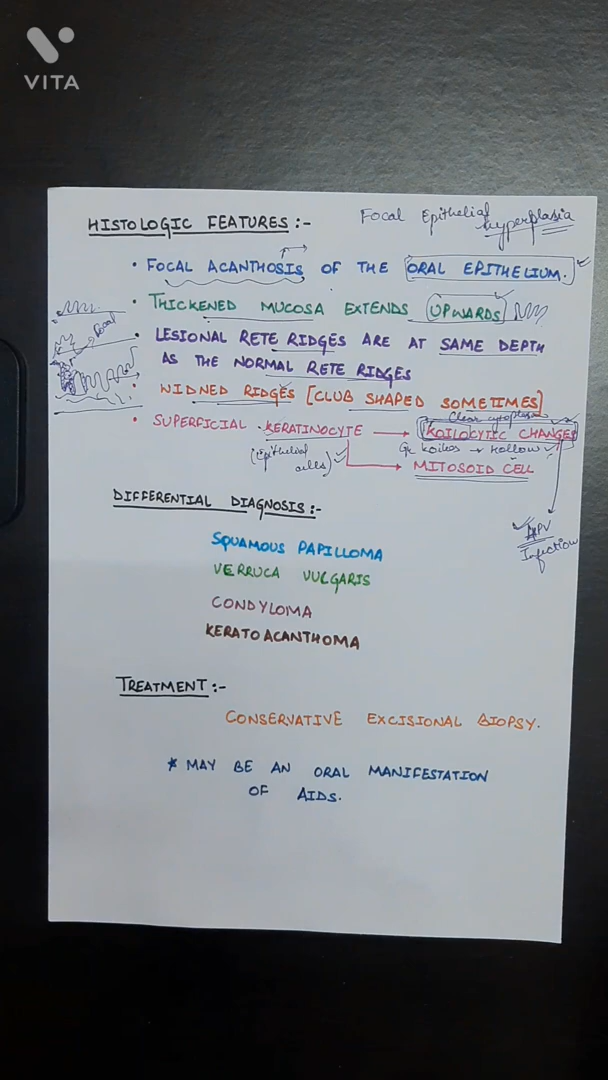 VITA
HISTOLOGIC FEATURES :-
Focal Epithelial
hyperplasia
• FOCAL ACANTHOSIS OF THE ORAL EPITHELIUM.
• THICKENED MUCOSA EXTENDS UPWARDS
• LESIONAL RETE RIDGES ARE AT SAME DEPTH
AS THE NORMAL RETE RIDGES
• WIDNED RIDGES [CLUB SHAPED SOMETIMES]
Clear cytoplasm
• SUPERFICIAL KERATINOCYTE → KOILOCYTIC CHANGES
(Epithelial cells)
Gk koilos → Hollow
→ MITOSOID CELL
HPV
Infection
DIFFERENTIAL DIAGNOSIS :-
SQUAMOUS PAPILLOMA
VERRUCA VULGARIS
CONDYLOMA
KERATOACANTHOMA
TREATMENT :-
CONSERVATIVE EXCISIONAL BIOPSY.
* MAY BE AN ORAL MANIFESTATION
OF AIDS.